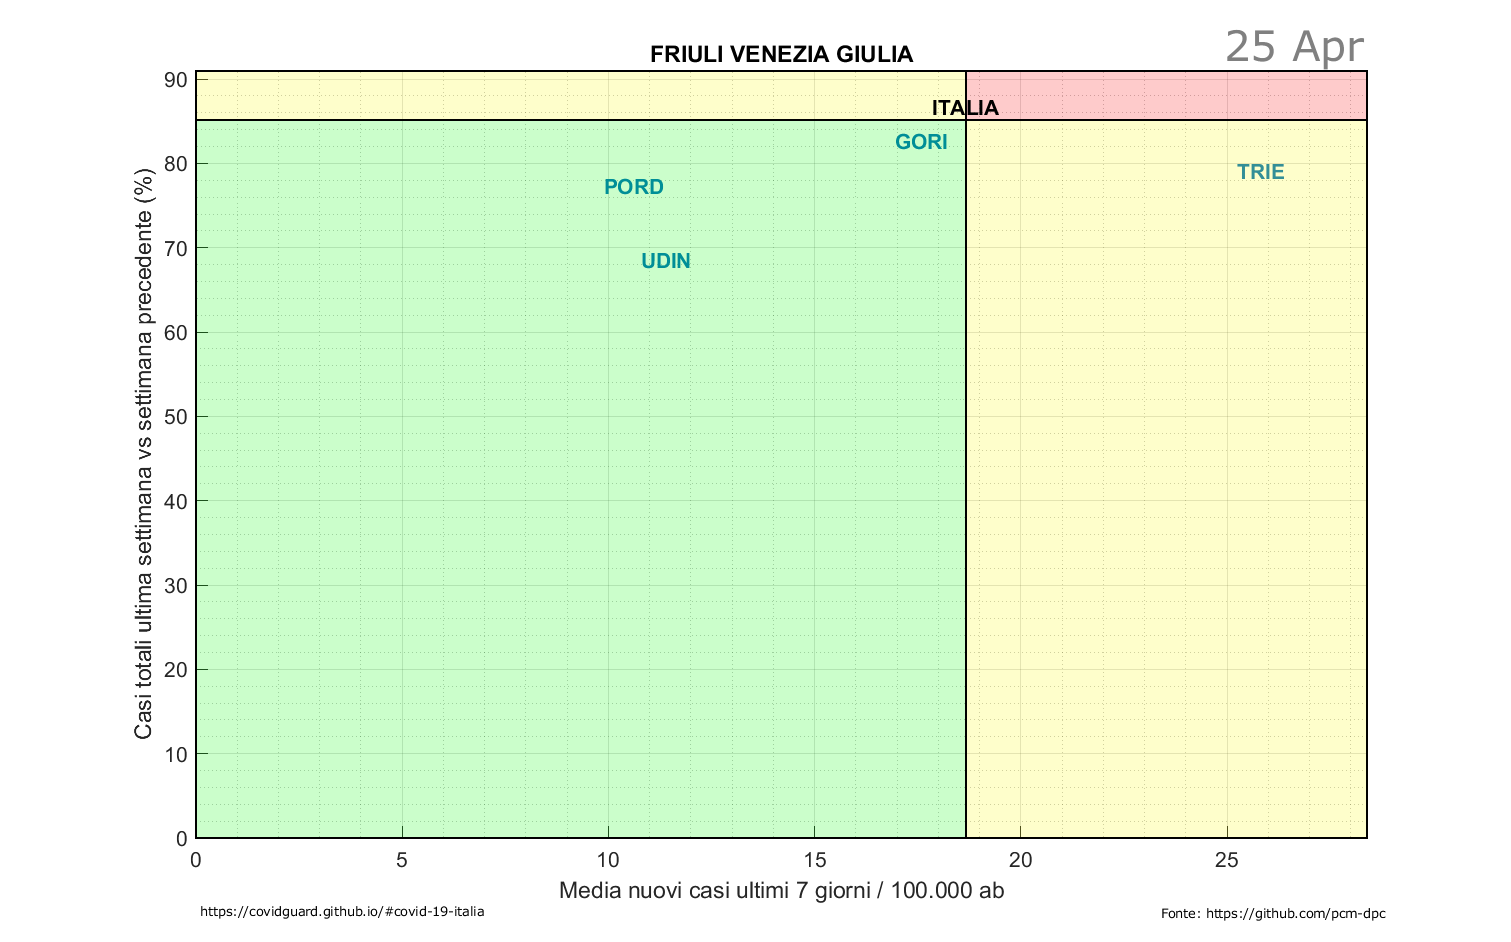 25 Apr
FRIULI VENEZIA GIULIA
90
80
70
60
50
40
30
20
10
0
Casi totali ultima settimana vs settimana precedente (%)
ITALIA
GORI
TRIE
PORD
UDIN
0 5 10 15 20 25
Media nuovi casi ultimi 7 giorni / 100.000 ab
https://covidguard.github.io/#covid-19-italia
Fonte: https://github.com/pcm-dpc